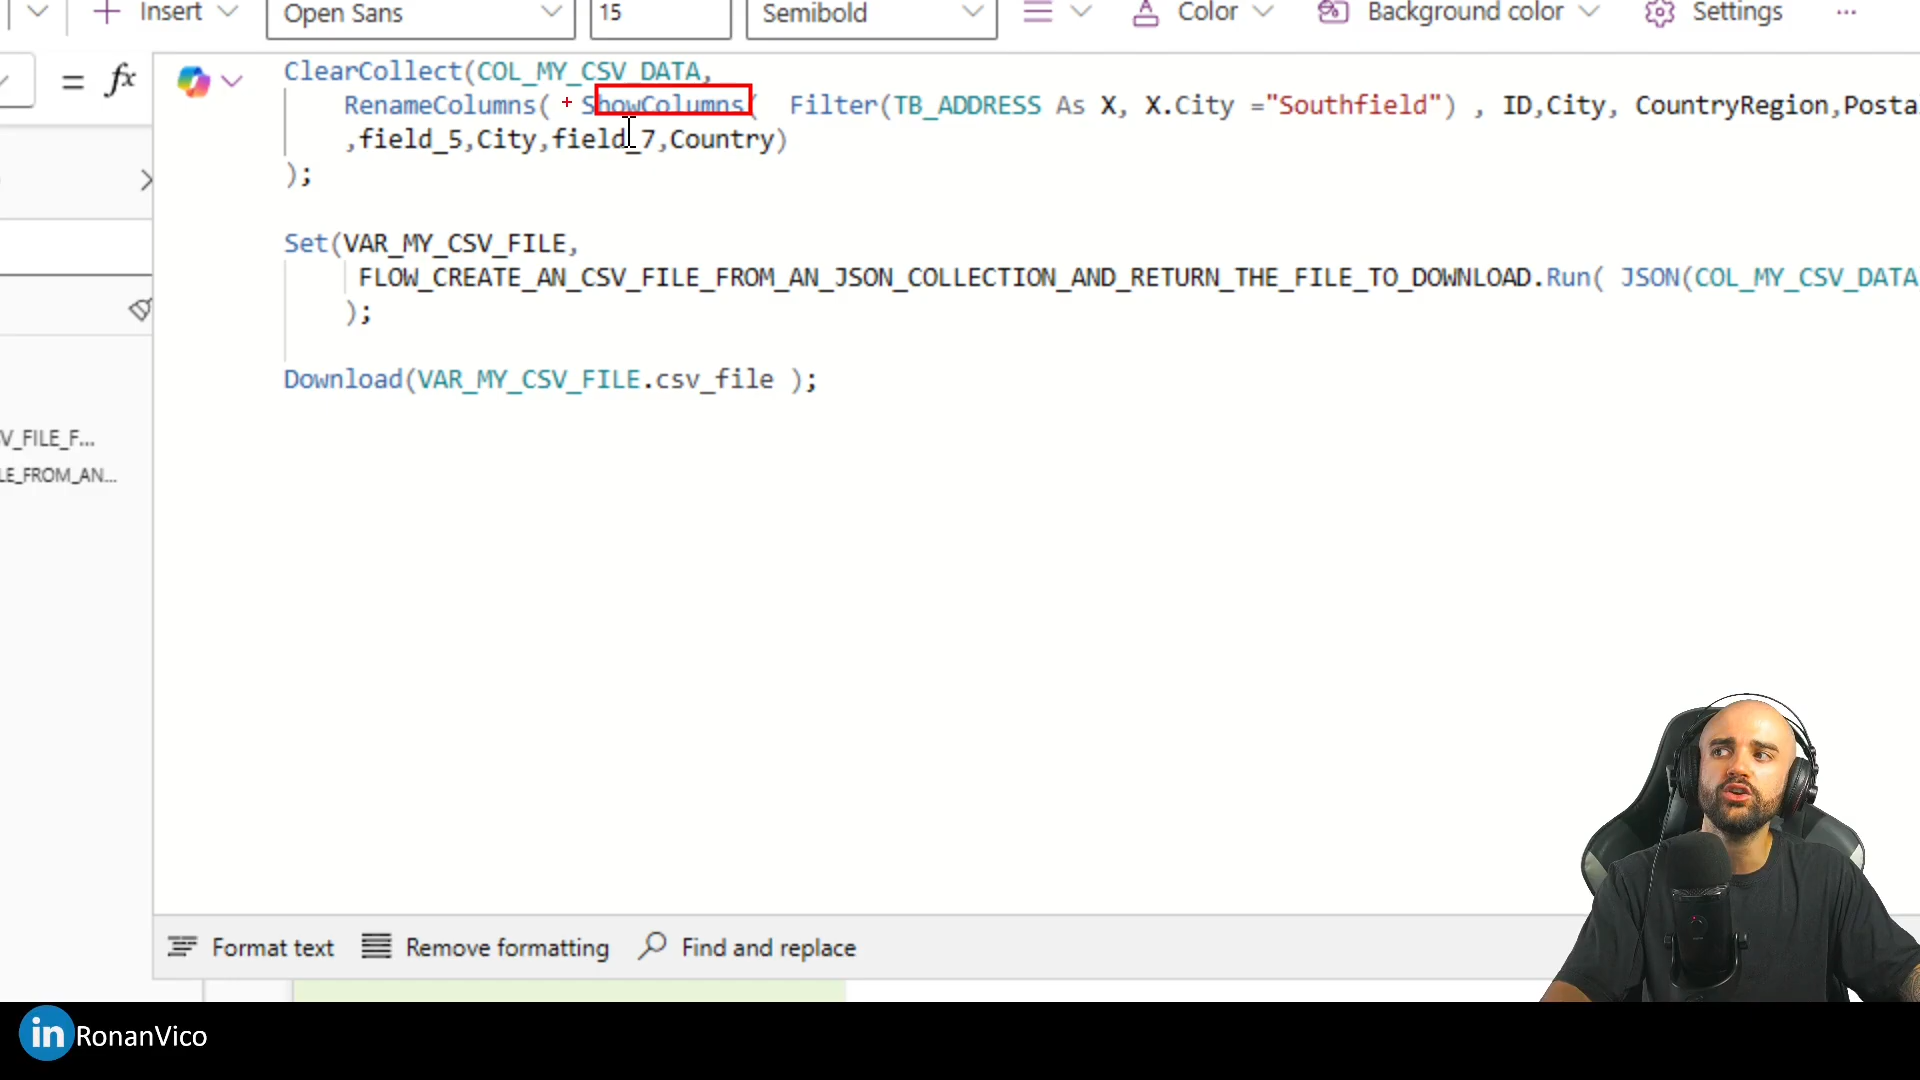 Insert
Open Sans
15
Semibold
Color
Background color
Settings
...
= fx
ClearCollect(COL_MY_CSV_DATA,
RenameColumns( + ShowColumns( Filter(TB_ADDRESS As X, X.City ="Southfield") , ID,City, CountryRegion,Posta
,field_5,City,field_7,Country)
);
Set(VAR_MY_CSV_FILE,
FLOW_CREATE_AN_CSV_FILE_FROM_AN_JSON_COLLECTION_AND_RETURN_THE_FILE_TO_DOWNLOAD.Run( JSON(COL_MY_CSV_DATA
);
Download(VAR_MY_CSV_FILE.csv_file );
V_FILE_F...
LE_FROM_AN...
Format text
Remove formatting
Find and replace
in RonanVico